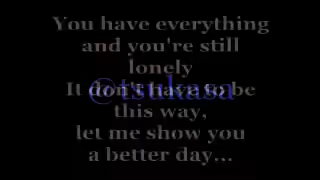 You have everything
and you're still
lonely
It don't have to be
@tsukasa
this way,
let me show you
a better day...